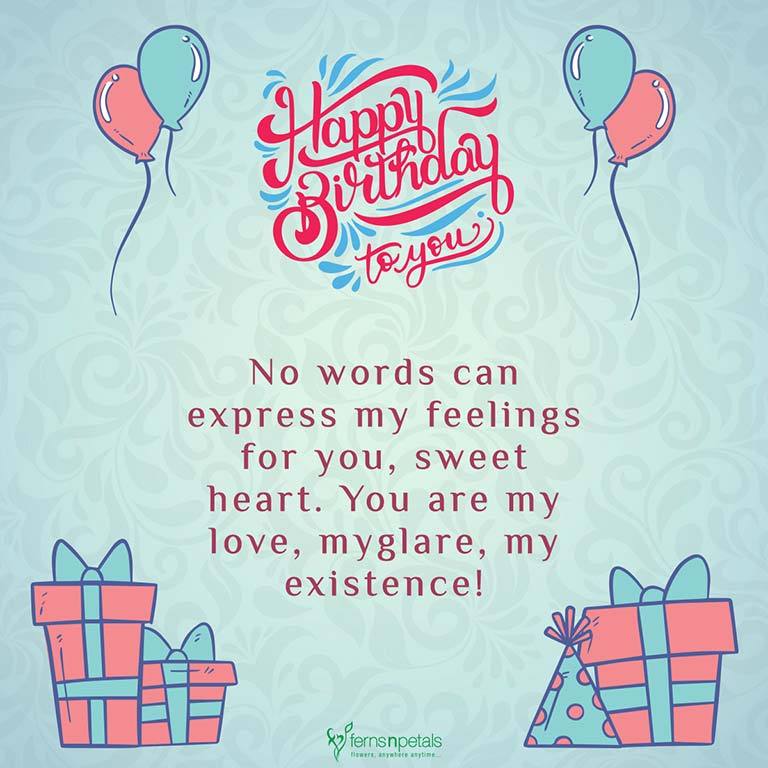 Happy
Birthday
to you
No words can
express my feelings
for you, sweet
heart. You are my
love, myglare, my
existence!
fernsnpetals
flowers, anywhere anytime...